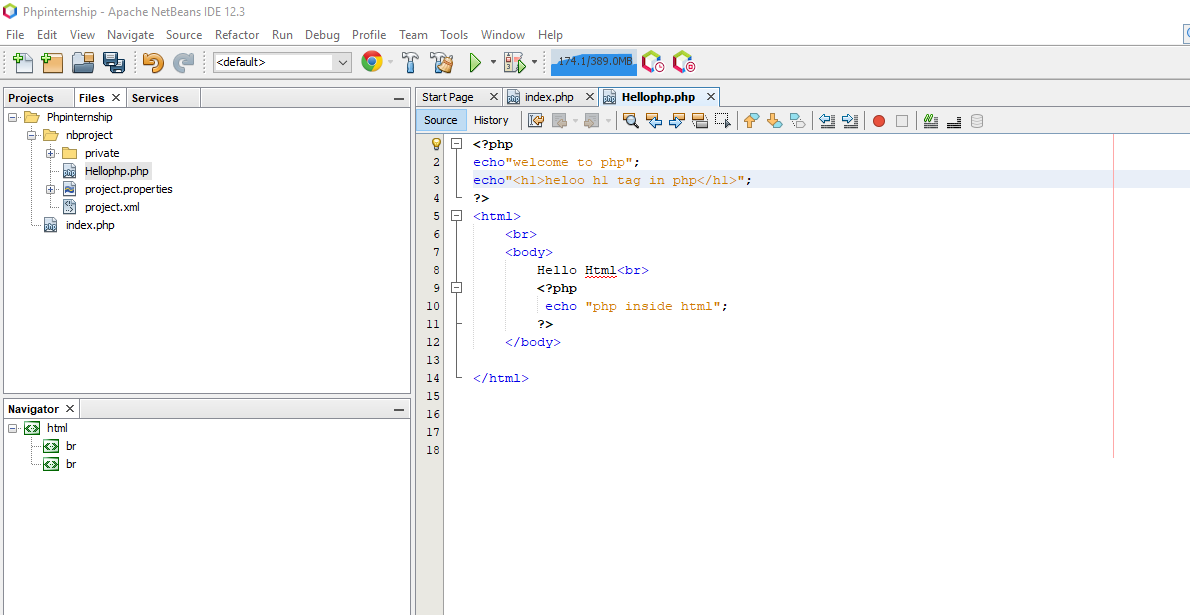 Phpinternship - Apache NetBeans IDE 12.3
File Edit View Navigate Source Refactor Run Debug Profile Team Tools Window Help
<default> 174.1/389.0MB
Projects Files Services
Phpinternship
nbproject
private
Hellophp.php
project.properties
project.xml
index.php
Navigator
html
br
br
Start Page index.php Hellophp.php
Source History
<?php
2 echo"welcome to php";
3 echo"<h1>heloo h1 tag in php</h1>";
4 ?>
5 <html>
6 <br>
7 <body>
8 Hello Html<br>
9 <?php
10 echo "php inside html";
11 ?>
12 </body>
13
14 </html>
15
16
17
18